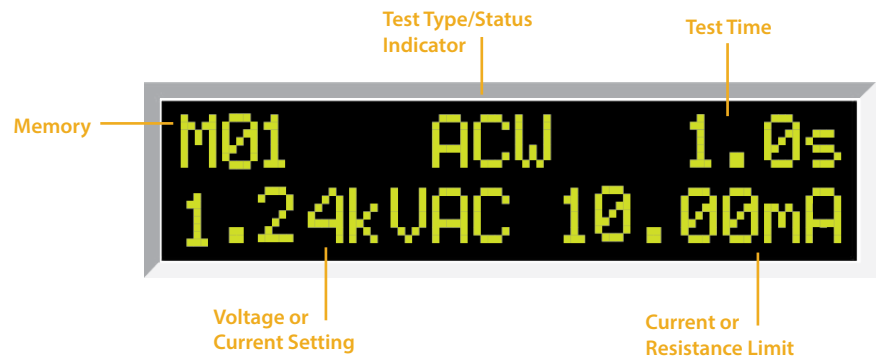 Test Type/Status
Indicator
Test Time
Memory
M01 ACW 1.0s
1.24kVAC 10.00mA
Voltage or
Current Setting
Current or
Resistance Limit